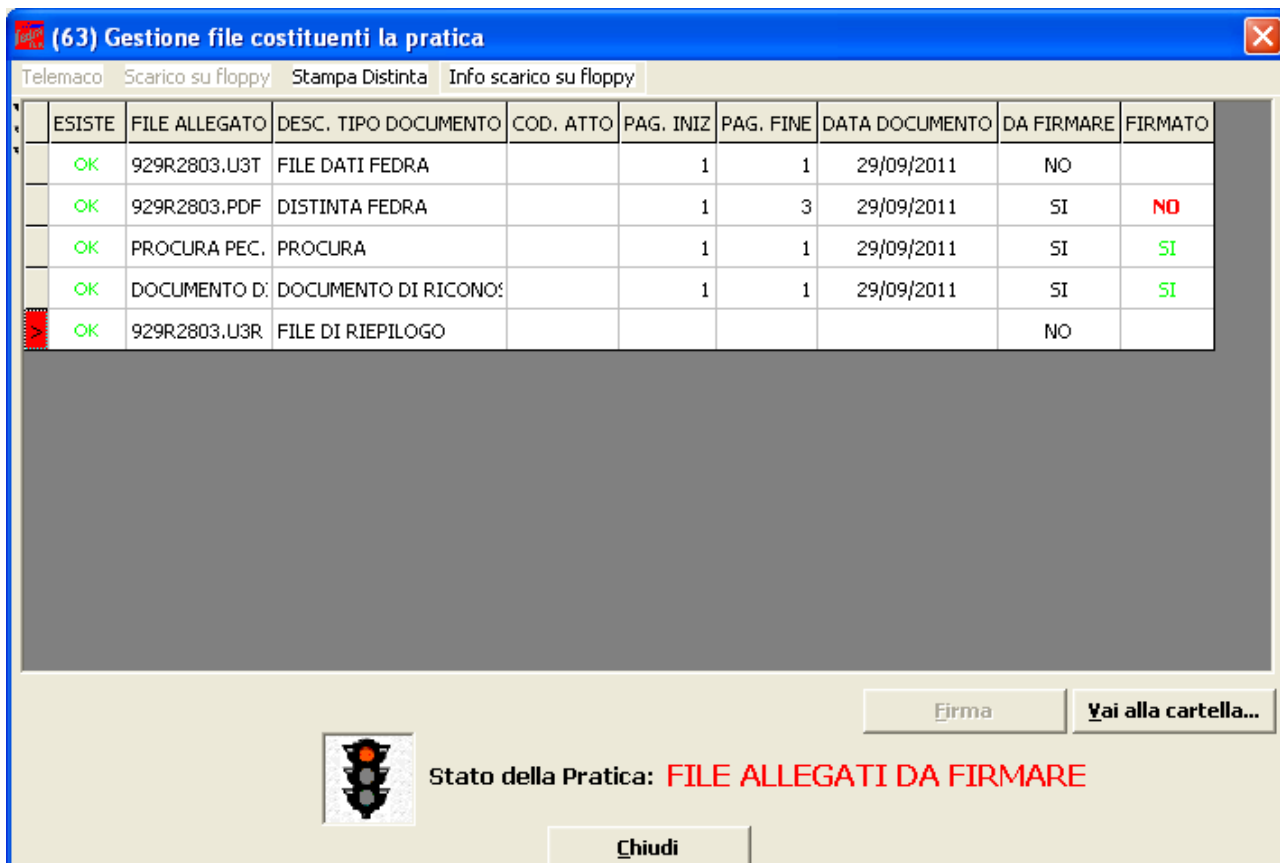 (63) Gestione file costituenti la pratica
Telemaco Scarico su floppy Stampa Distinta Info scarico su floppy
ESISTE FILE ALLEGATO DESC. TIPO DOCUMENTO COD. ATTO PAG. INIZ PAG. FINE DATA DOCUMENTO DA FIRMARE FIRMATO
OK 929R2803.U3T FILE DATI FEDRA 1 1 29/09/2011 NO
OK 929R2803.PDF DISTINTA FEDRA 1 3 29/09/2011 SI NO
OK PROCURA PEC. PROCURA 1 1 29/09/2011 SI SI
OK DOCUMENTO D DOCUMENTO DI RICONOS 1 1 29/09/2011 SI SI
> OK 929R2803.U3R FILE DI RIEPILOGO NO
Firma Vai alla cartella...
Stato della Pratica: FILE ALLEGATI DA FIRMARE
Chiudi